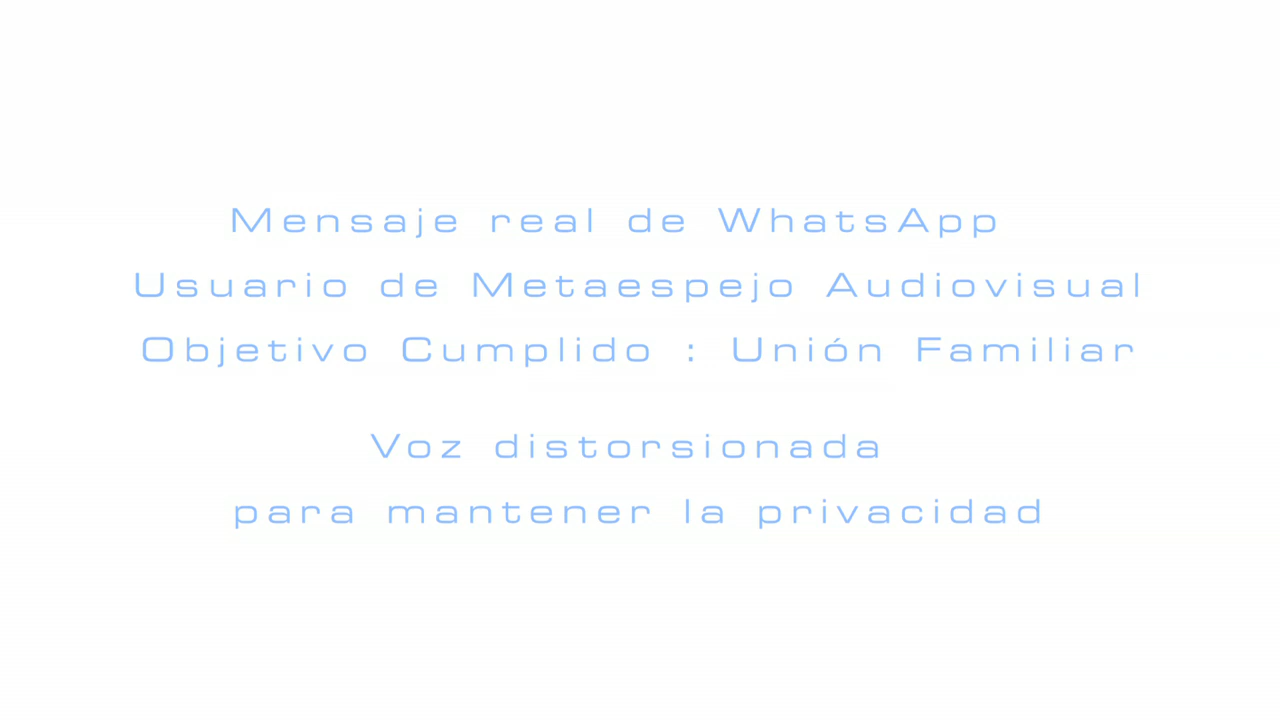 Mensaje real de WhatsApp
Usuario de Metaespejo Audiovisual
Objetivo Cumplido : Unión Familiar
Voz distorsionada
para mantener la privacidad